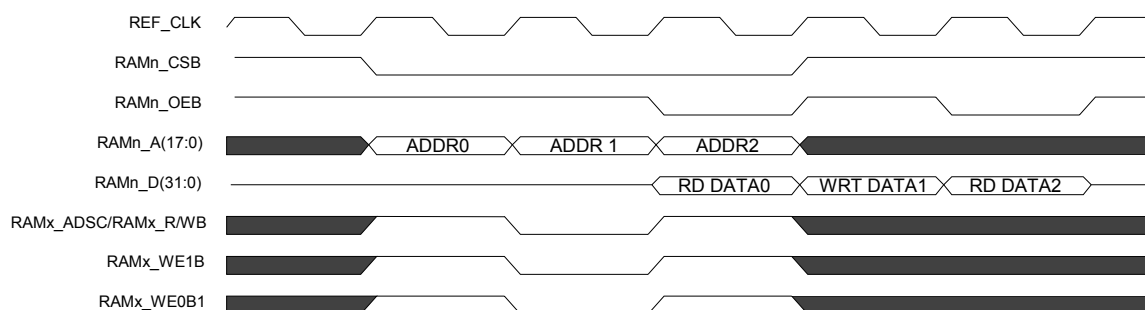 REF_CLK
RAMn_CSB
RAMn_OEB
RAMn_A(17:0) ADDR0 ADDR 1 ADDR2
RAMn_D(31:0) RD DATA0 WRT DATA1 RD DATA2
RAMx_ADSC/RAMx_R/WB
RAMx_WE1B
RAMx_WE0B1